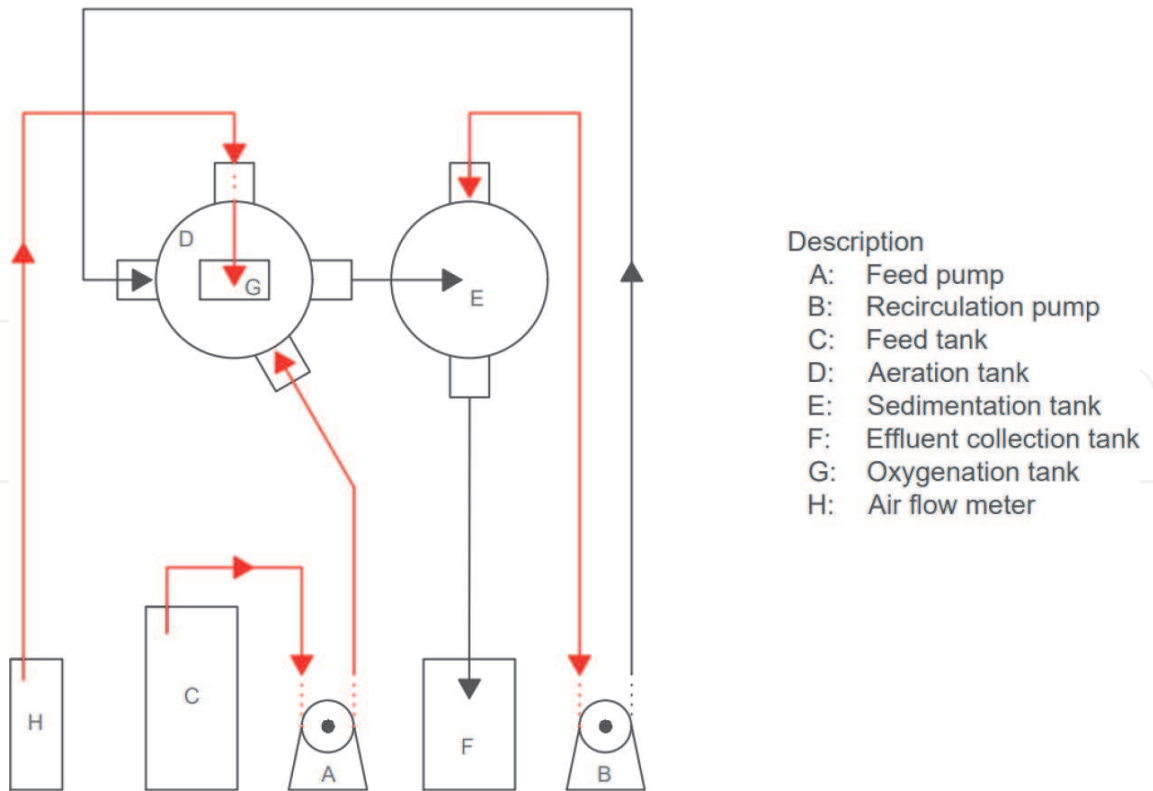 D
G
E
H
C
A
F
B
Description
A: Feed pump
B: Recirculation pump
C: Feed tank
D: Aeration tank
E: Sedimentation tank
F: Effluent collection tank
G: Oxygenation tank
H: Air flow meter